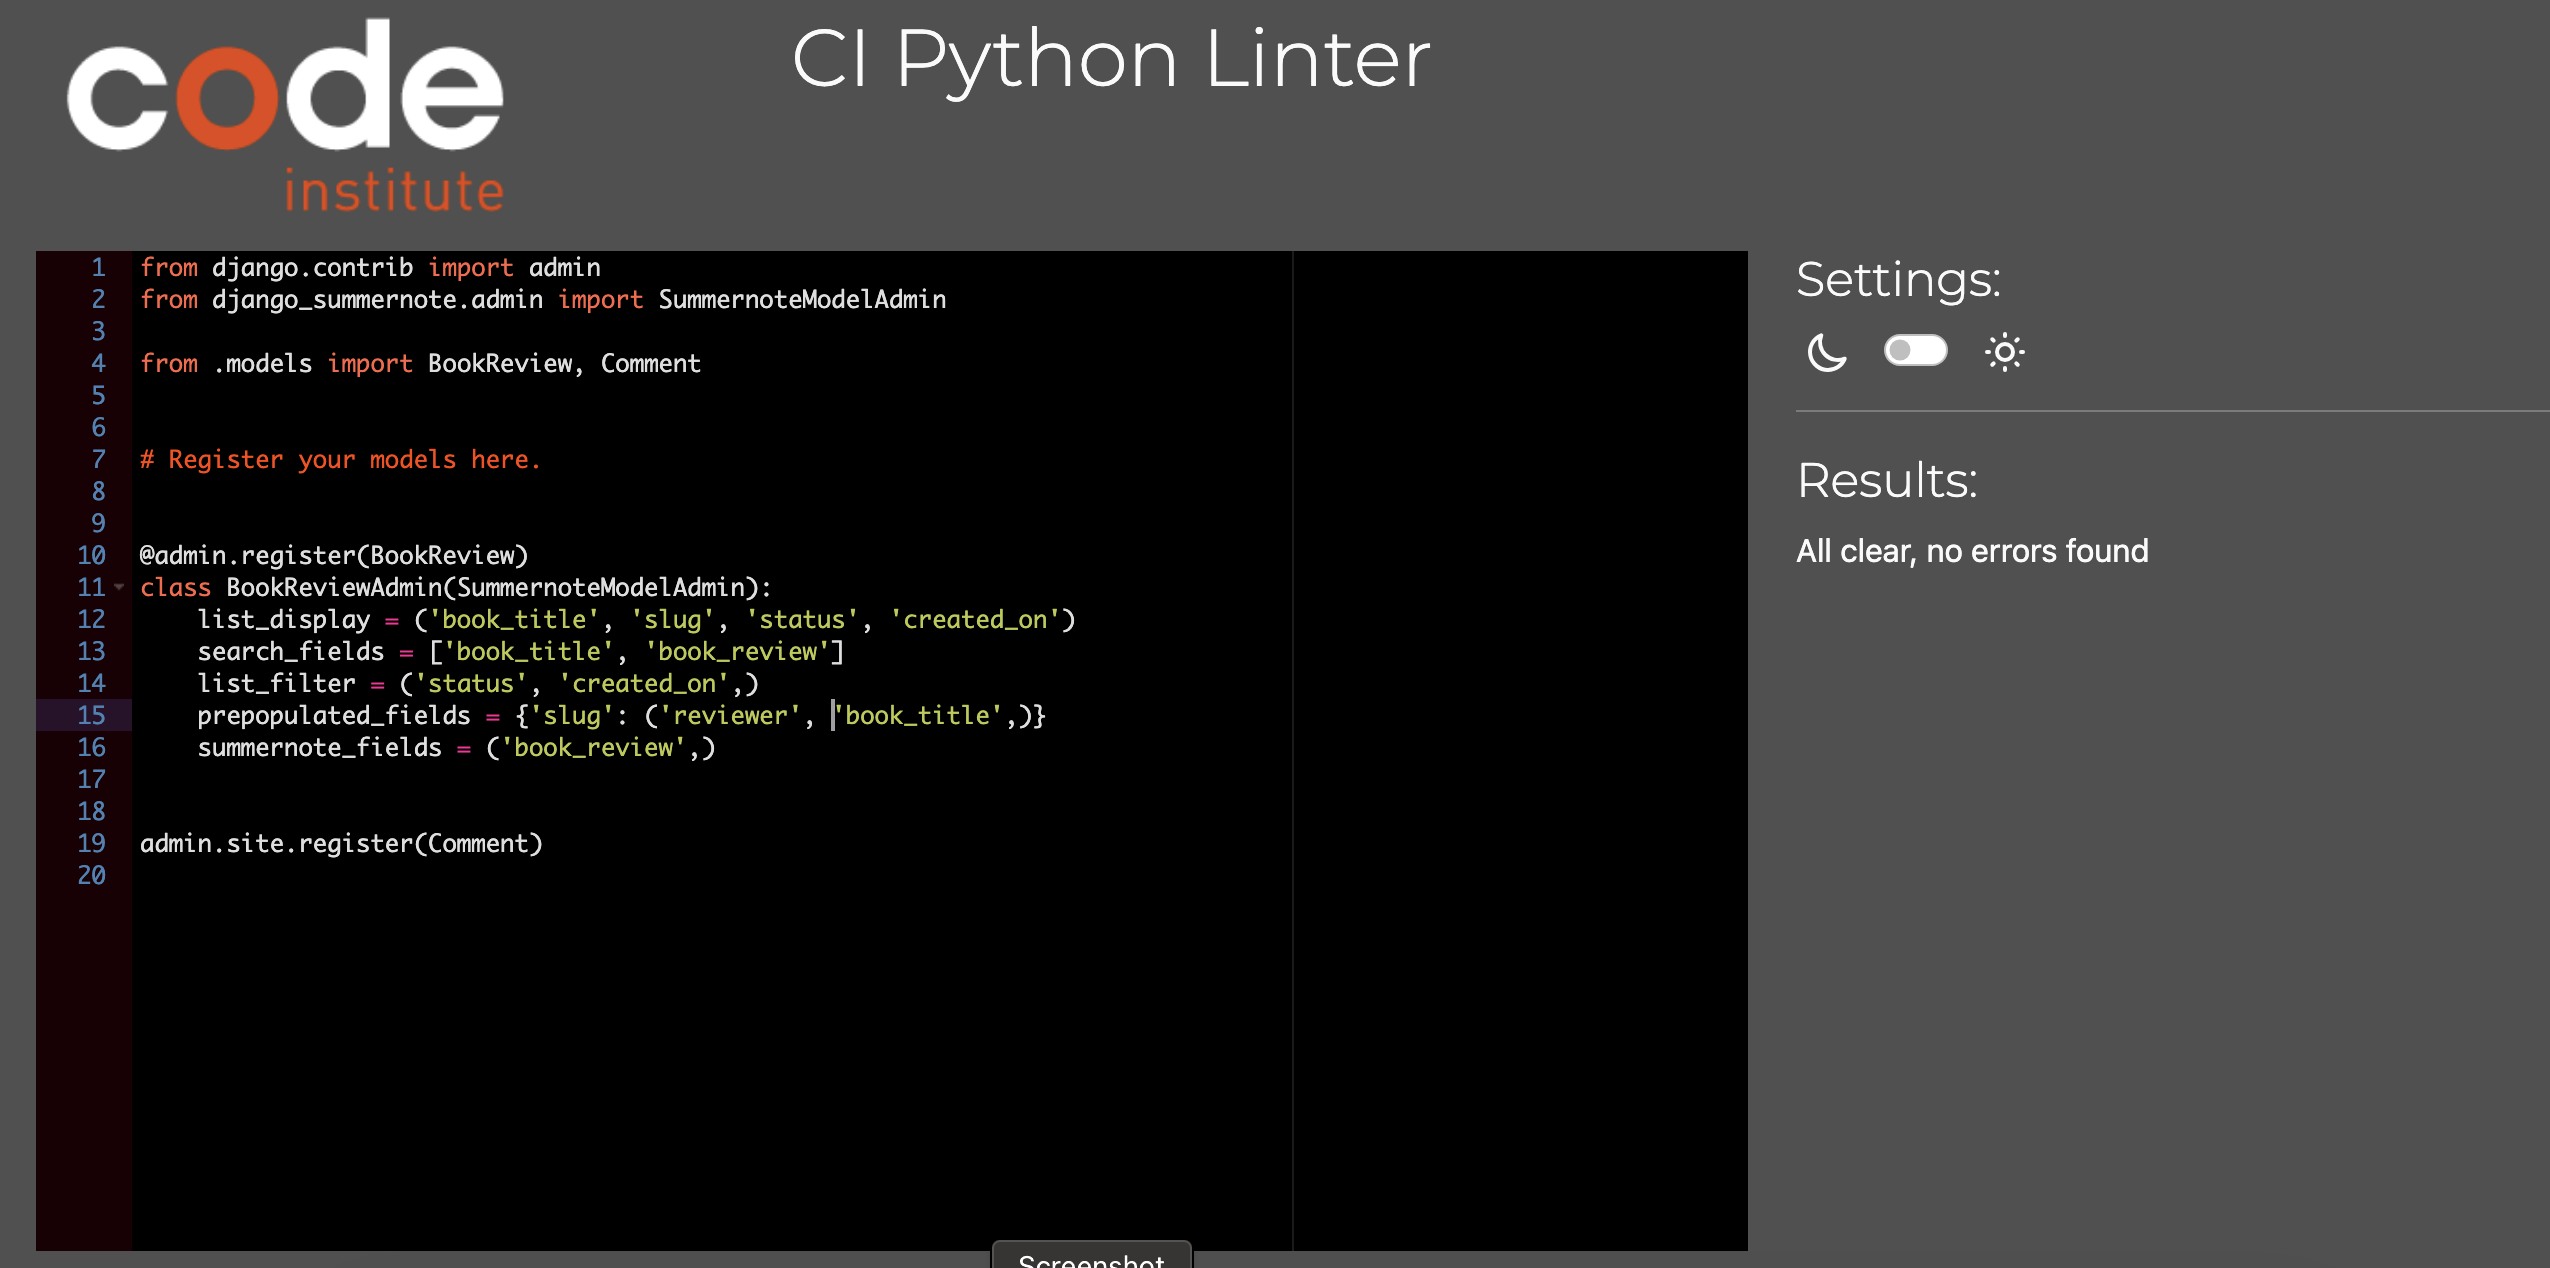 code
institute
CI Python Linter
1 from django.contrib import admin
2 from django_summernote.admin import SummernoteModelAdmin
3
4 from .models import BookReview, Comment
5
6
7 # Register your models here.
8
9
10 @admin.register(BookReview)
11 class BookReviewAdmin(SummernoteModelAdmin):
12     list_display = ('book_title', 'slug', 'status', 'created_on')
13     search_fields = ['book_title', 'book_review']
14     list_filter = ('status', 'created_on',)
15     prepopulated_fields = {'slug': ('reviewer', 'book_title',)}
16     summernote_fields = ('book_review',)
17
18
19 admin.site.register(Comment)
20
Settings:
Results:
All clear, no errors found
Screenshot